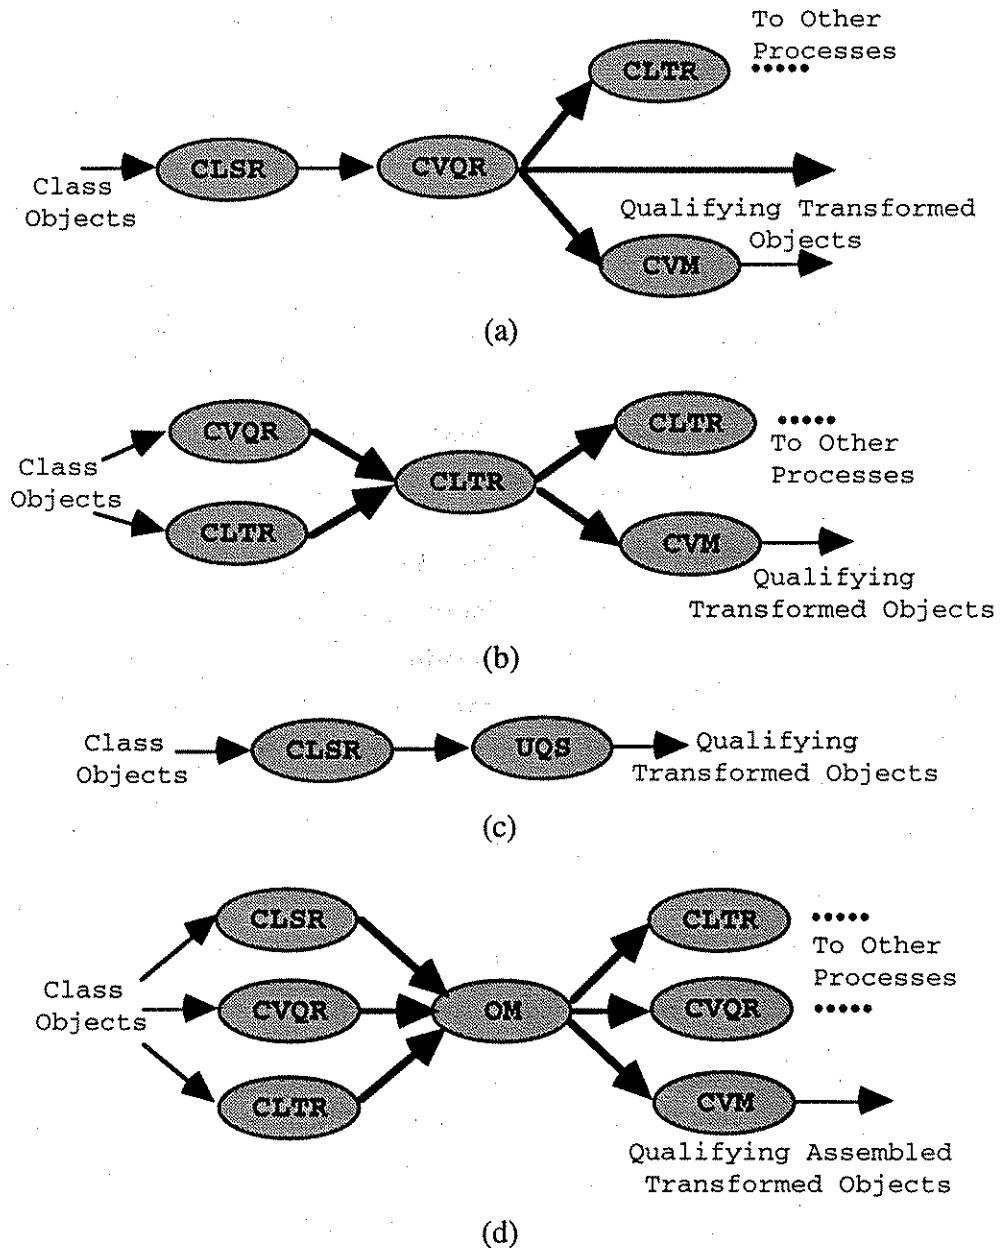 To Other
Processes
CLTR
CLSR
CVQR
Class
Objects
Qualifying Transformed
Objects
CVM
(a)
CVQR
CLTR
To Other
Processes
Class
Objects
CLTR
CLTR
CVM
Qualifying
Transformed Objects
(b)
Class
Objects
CLSR
UQS
Qualifying
Transformed Objects
(c)
CLSR
CLTR
To Other
Processes
Class
Objects
CVQR
OM
CVQR
CLTR
CVM
Qualifying Assembled
Transformed Objects
(d)